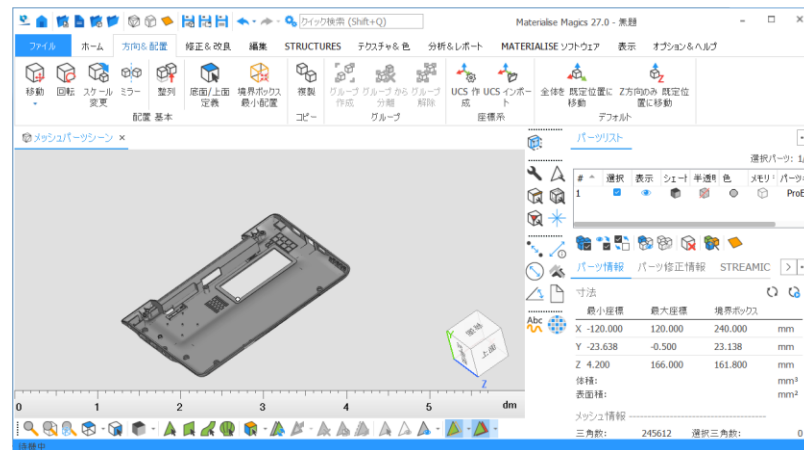 クイック検索 (Shift+Q)
Materialise Magics 27.0 - 無題
ファイル ホーム 方向& 配置 修正 & 改良 編集 STRUCTURES テクスチャ& 色 分析&レポート MATERIALISE ソフトウェア 表示 オプション& ヘルプ
移動 回転 スケール変更 ミラー 整列 底面/上面定義 境界ボックス最小配置 複製 グループ作成 グループ から分離 グループ解除 UCS 作成 UCS インポート 全体を 既定位置に移動 Z方向のみ 既定位置に移動
配置 基本 コピー グループ 座標系 デフォルト
メッシュパーツシーン ×
パーツリスト
選択パーツ: 1/
# 選択 表示 シェート 半透明 色 メモリ: パーツ
1 ProE
パーツ情報 パーツ修正情報 STREAMIC
寸法
最小座標 最大座標 境界ボックス
X -120.000 120.000 240.000 mm
Y -23.638 -0.500 23.138 mm
Z 4.200 166.000 161.800 mm
体積: mm³
表面積: mm²
メッシュ情報
三角数: 245612 選択三角数: 0
上面
Y
Z
0 1 2 3 4 5 dm
Abc
待機中